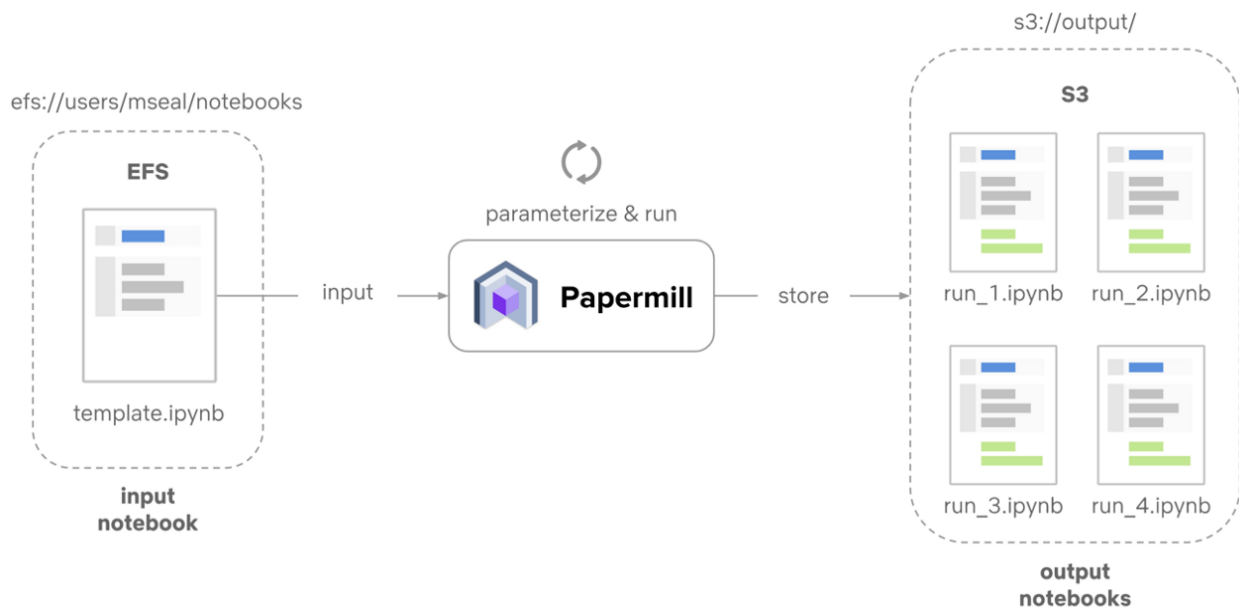 efs://users/mseal/notebooks
EFS
template.ipynb
input
notebook
input
parameterize & run
Papermill
store
s3://output/
S3
run_1.ipynb
run_2.ipynb
run_3.ipynb
run_4.ipynb
output
notebooks